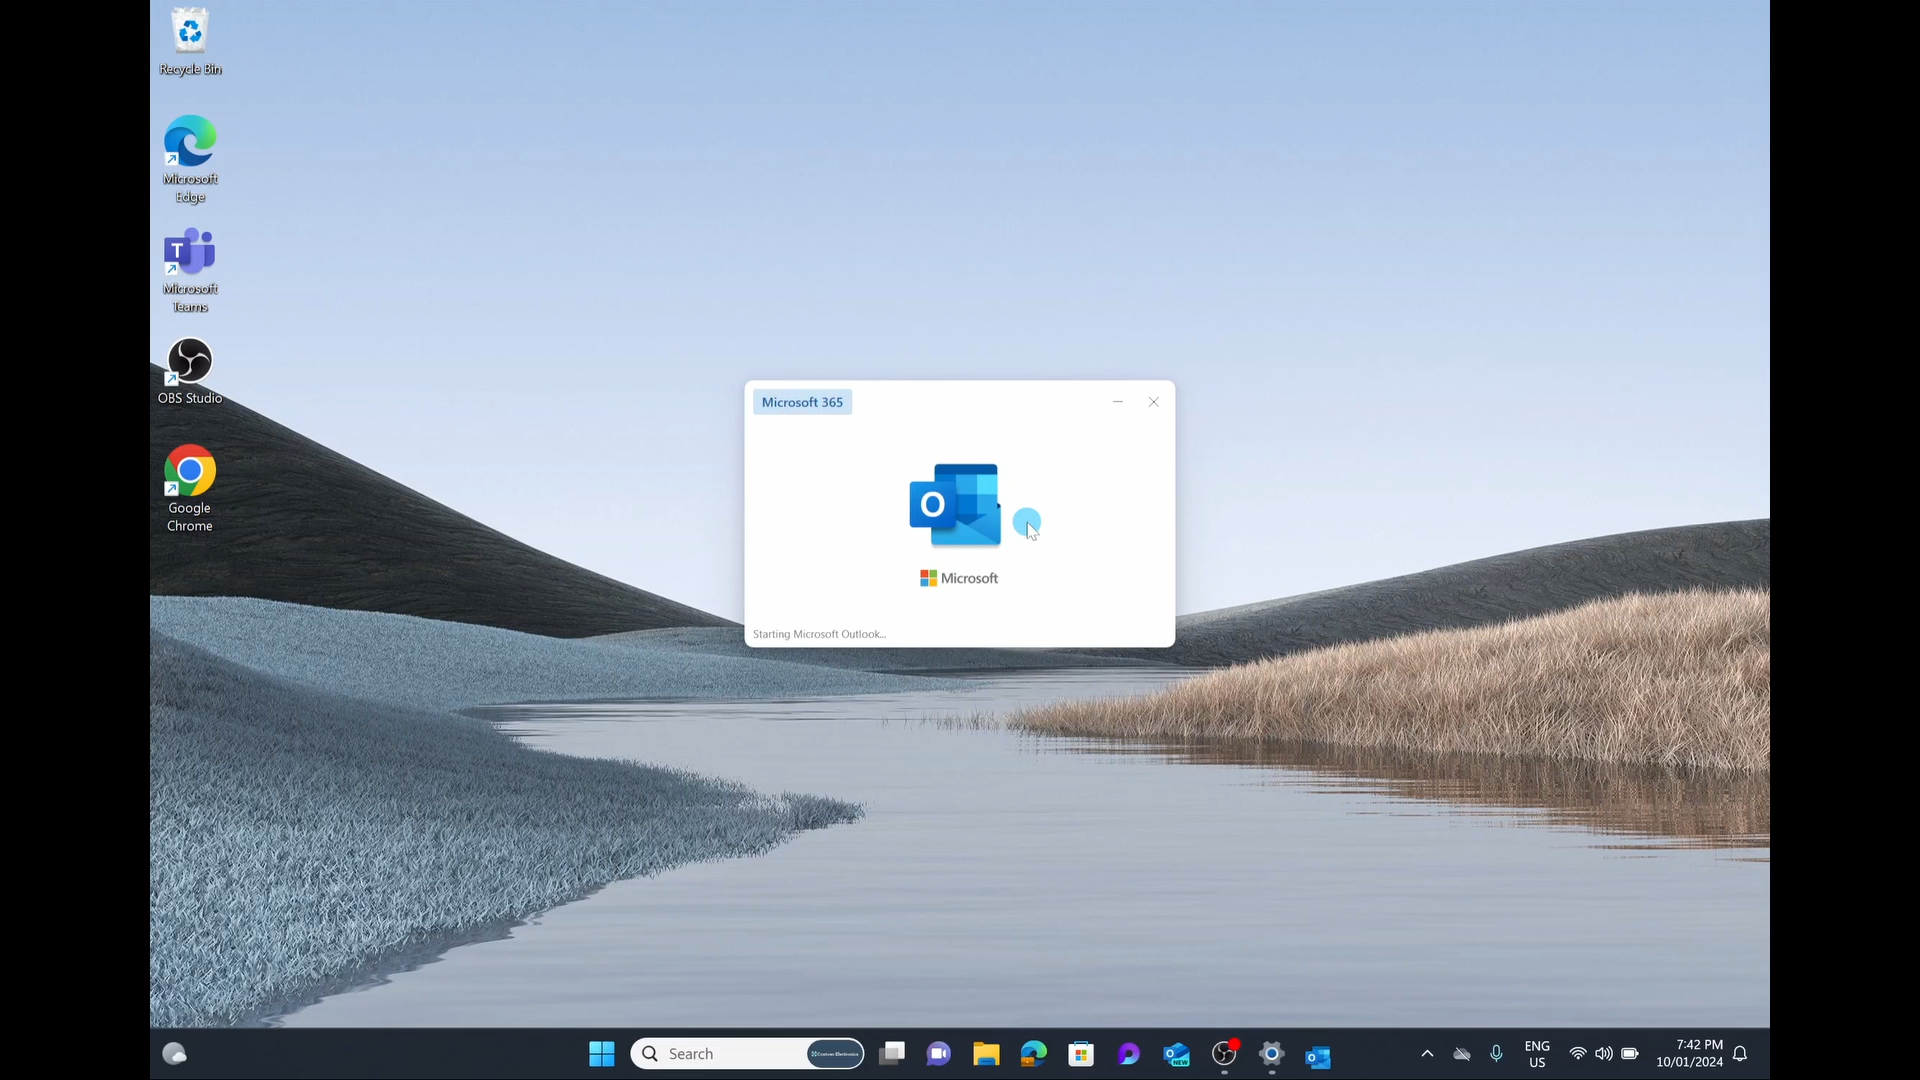 Recycle Bin
Microsoft
Edge
T
Microsoft
Teams
OBS Studio
Google
Chrome
Microsoft 365
O
Microsoft
Starting Microsoft Outlook...
Search
NEW
ENG
US
7:42 PM
10/01/2024